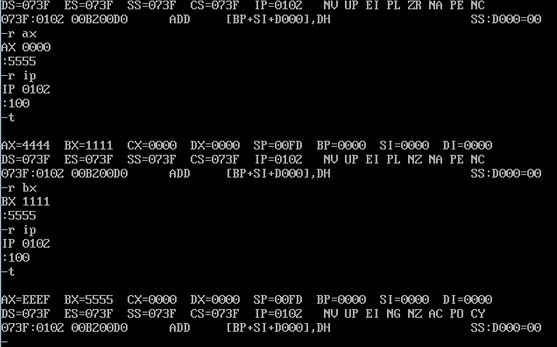 DS=073F  ES=073F  SS=073F  CS=073F  IP=0102   NV UP EI PL ZR NA PE NC
073F:0102 00B200D0      ADD     [BP+SI+D000],DH                    SS:D000=00
-r ax
AX 0000
:5555
-r ip
IP 0102
:100
-t
AX=4444  BX=1111  CX=0000  DX=0000  SP=00FD  BP=0000  SI=0000  DI=0000
DS=073F  ES=073F  SS=073F  CS=073F  IP=0102   NV UP EI PL NZ NA PE NC
073F:0102 00B200D0      ADD     [BP+SI+D000],DH                    SS:D000=00
-r bx
BX 1111
:5555
-r ip
IP 0102
:100
-t
AX=EEEF  BX=5555  CX=0000  DX=0000  SP=00FD  BP=0000  SI=0000  DI=0000
DS=073F  ES=073F  SS=073F  CS=073F  IP=0102   NV UP EI NG NZ AC PO CY
073F:0102 00B200D0      ADD     [BP+SI+D000],DH                    SS:D000=00
-